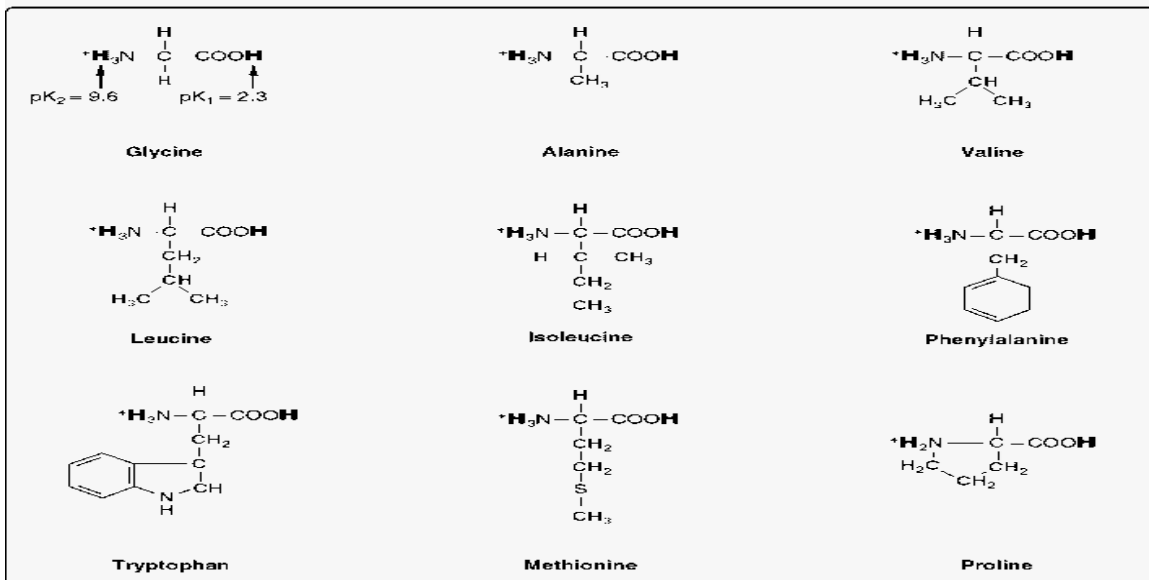 H H H
⁺H₃N C COOH
H
pK₂ = 9.6 pK₁ = 2.3
Glycine
⁺H₃N – C COOH
CH₃
Alanine
⁺H₃N – C – COOH
CH
H₃C CH₃
Valine
H H H
⁺H₃N C COOH
CH₂
CH
H₃C CH₃
Leucine
⁺H₃N – C – COOH
H C CH₃
CH₂
CH₃
Isoleucine
⁺H₃N – C – COOH
CH₂
Phenylalanine
H H H
⁺H₃N – C – COOH
CH₂
C
CH
N
H
Tryptophan
⁺H₃N – C – COOH
CH₂
CH₂
S
CH₃
Methionine
⁺H₂N C – COOH
H₂C CH₂
CH₂
Proline